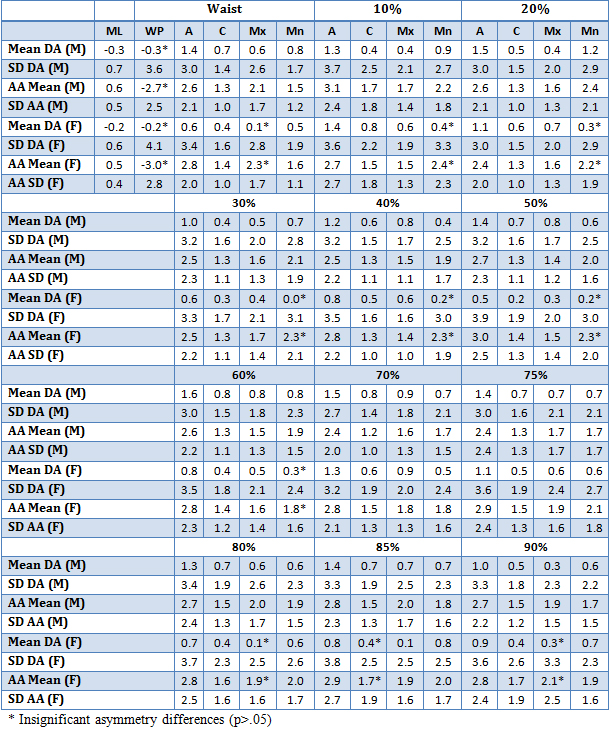 Waist 10% 20%
ML WP A C Mx Mn A C Mx Mn A C Mx Mn
Mean DA (M) -0.3 -0.3* 1.4 0.7 0.6 0.8 1.3 0.4 0.4 0.9 1.5 0.5 0.4 1.2
SD DA (M) 0.7 3.6 3.0 1.4 2.6 1.7 3.7 2.5 2.1 2.7 3.0 1.5 2.0 2.9
AA Mean (M) 0.6 -2.7* 2.6 1.3 2.1 1.5 3.1 1.7 1.7 2.2 2.6 1.3 1.6 2.4
SD AA (M) 0.5 2.5 2.1 1.0 1.7 1.2 2.4 1.8 1.4 1.8 2.1 1.0 1.3 2.1
Mean DA (F) -0.2 -0.2* 0.6 0.4 0.1* 0.5 1.4 0.8 0.6 0.4* 1.1 0.6 0.7 0.3*
SD DA (F) 0.6 4.1 3.4 1.6 2.8 1.9 3.6 2.2 1.9 3.3 3.0 1.5 2.0 2.9
AA Mean (F) 0.5 -3.0* 2.8 1.4 2.3* 1.6 2.7 1.5 1.5 2.4* 2.4 1.3 1.6 2.2*
AA SD (F) 0.4 2.8 2.0 1.0 1.7 1.1 2.7 1.8 1.3 2.3 2.0 1.0 1.3 1.9
30% 40% 50%
Mean DA (M) 1.0 0.4 0.5 0.7 1.2 0.6 0.8 0.4 1.4 0.7 0.8 0.6
SD DA (M) 3.2 1.6 2.0 2.8 3.2 1.5 1.7 2.5 3.2 1.6 1.7 2.5
AA Mean (M) 2.5 1.3 1.6 2.1 2.5 1.3 1.5 1.9 2.7 1.3 1.4 2.0
AA SD (M) 2.3 1.1 1.3 1.9 2.2 1.1 1.1 1.7 2.3 1.1 1.2 1.6
Mean DA (F) 0.6 0.3 0.4 0.0* 0.8 0.5 0.6 0.2* 0.5 0.2 0.3 0.2*
SD DA (F) 3.3 1.7 2.1 3.1 3.5 1.6 1.6 3.0 3.9 1.9 2.0 3.0
AA Mean (F) 2.5 1.3 1.7 2.3* 2.8 1.3 1.4 2.3* 3.0 1.4 1.5 2.3*
AA SD (F) 2.2 1.1 1.4 2.1 2.2 1.0 1.0 1.9 2.5 1.3 1.4 2.0
60% 70% 75%
Mean DA (M) 1.6 0.8 0.8 0.8 1.5 0.8 0.9 0.7 1.4 0.7 0.7 0.7
SD DA (M) 3.0 1.5 1.8 2.3 2.7 1.4 1.8 2.1 3.0 1.6 2.1 2.1
AA Mean (M) 2.6 1.3 1.5 1.9 2.4 1.2 1.6 1.7 2.4 1.3 1.7 1.7
AA SD (M) 2.2 1.1 1.3 1.5 2.0 1.0 1.3 1.5 2.4 1.3 1.7 1.7
Mean DA (F) 0.8 0.4 0.5 0.3* 1.3 0.6 0.9 0.5 1.1 0.5 0.6 0.6
SD DA (F) 3.5 1.8 2.1 2.4 3.2 1.9 2.0 2.4 3.6 1.9 2.4 2.7
AA Mean (F) 2.8 1.4 1.6 1.8* 2.8 1.5 1.8 1.8 2.9 1.5 1.9 2.1
SD AA (F) 2.3 1.2 1.4 1.6 2.1 1.3 1.3 1.6 2.4 1.3 1.6 1.8
80% 85% 90%
Mean DA (M) 1.3 0.7 0.6 0.6 1.4 0.7 0.7 0.7 1.0 0.5 0.3 0.6
SD DA (M) 3.4 1.9 2.6 2.3 3.3 1.9 2.5 2.3 3.3 1.8 2.3 2.2
AA Mean (M) 2.7 1.5 2.0 1.9 2.8 1.5 2.0 1.8 2.7 1.5 1.9 1.7
SD AA (M) 2.4 1.3 1.7 1.5 2.3 1.3 1.7 1.6 2.2 1.2 1.5 1.5
Mean DA (F) 0.7 0.4 0.1* 0.6 0.8 0.4* 0.1 0.8 0.9 0.4 0.3* 0.7
SD DA (F) 3.7 2.3 2.5 2.6 3.8 2.5 2.5 2.5 3.6 2.6 3.3 2.3
AA Mean (F) 2.8 1.6 1.9* 2.0 2.9 1.7* 1.9 2.0 2.8 1.7 2.1* 1.9
SD AA (F) 2.5 1.6 1.6 1.7 2.7 1.9 1.6 1.7 2.4 1.9 2.5 1.6
* Insignificant asymmetry differences (p>.05)